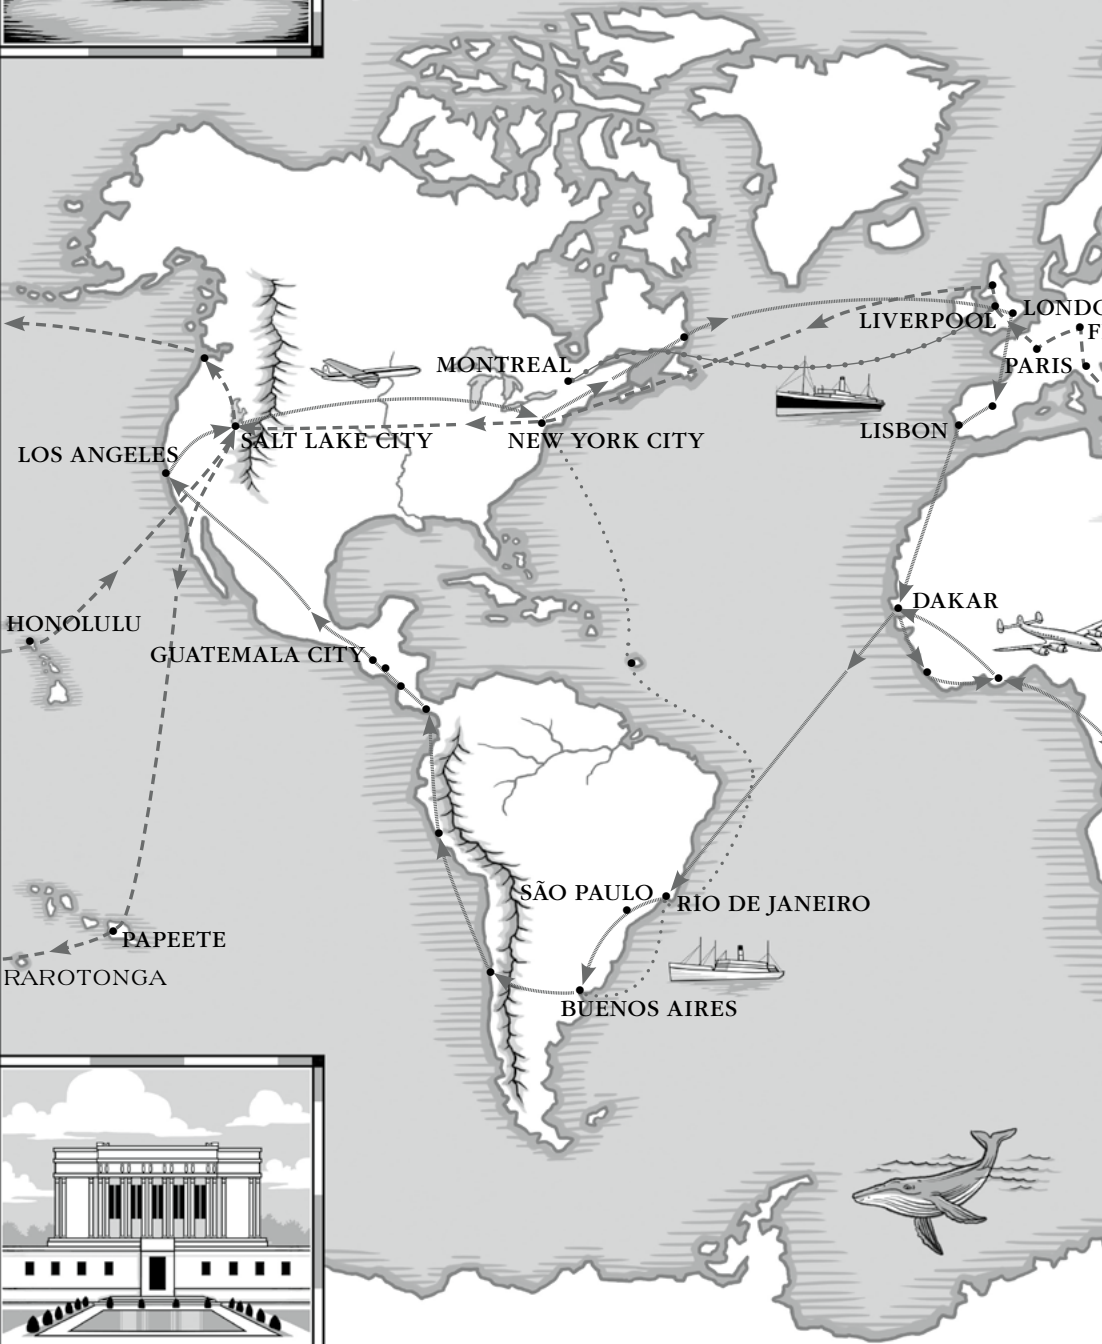 LIVERPOOL
LONDO
F
MONTREAL
PARIS
SALT LAKE CITY
NEW YORK CITY
LISBON
LOS ANGELES
DAKAR
HONOLULU
GUATEMALA CITY
SÃO PAULO
RIO DE JANEIRO
PAPEETE
RAROTONGA
BUENOS AIRES